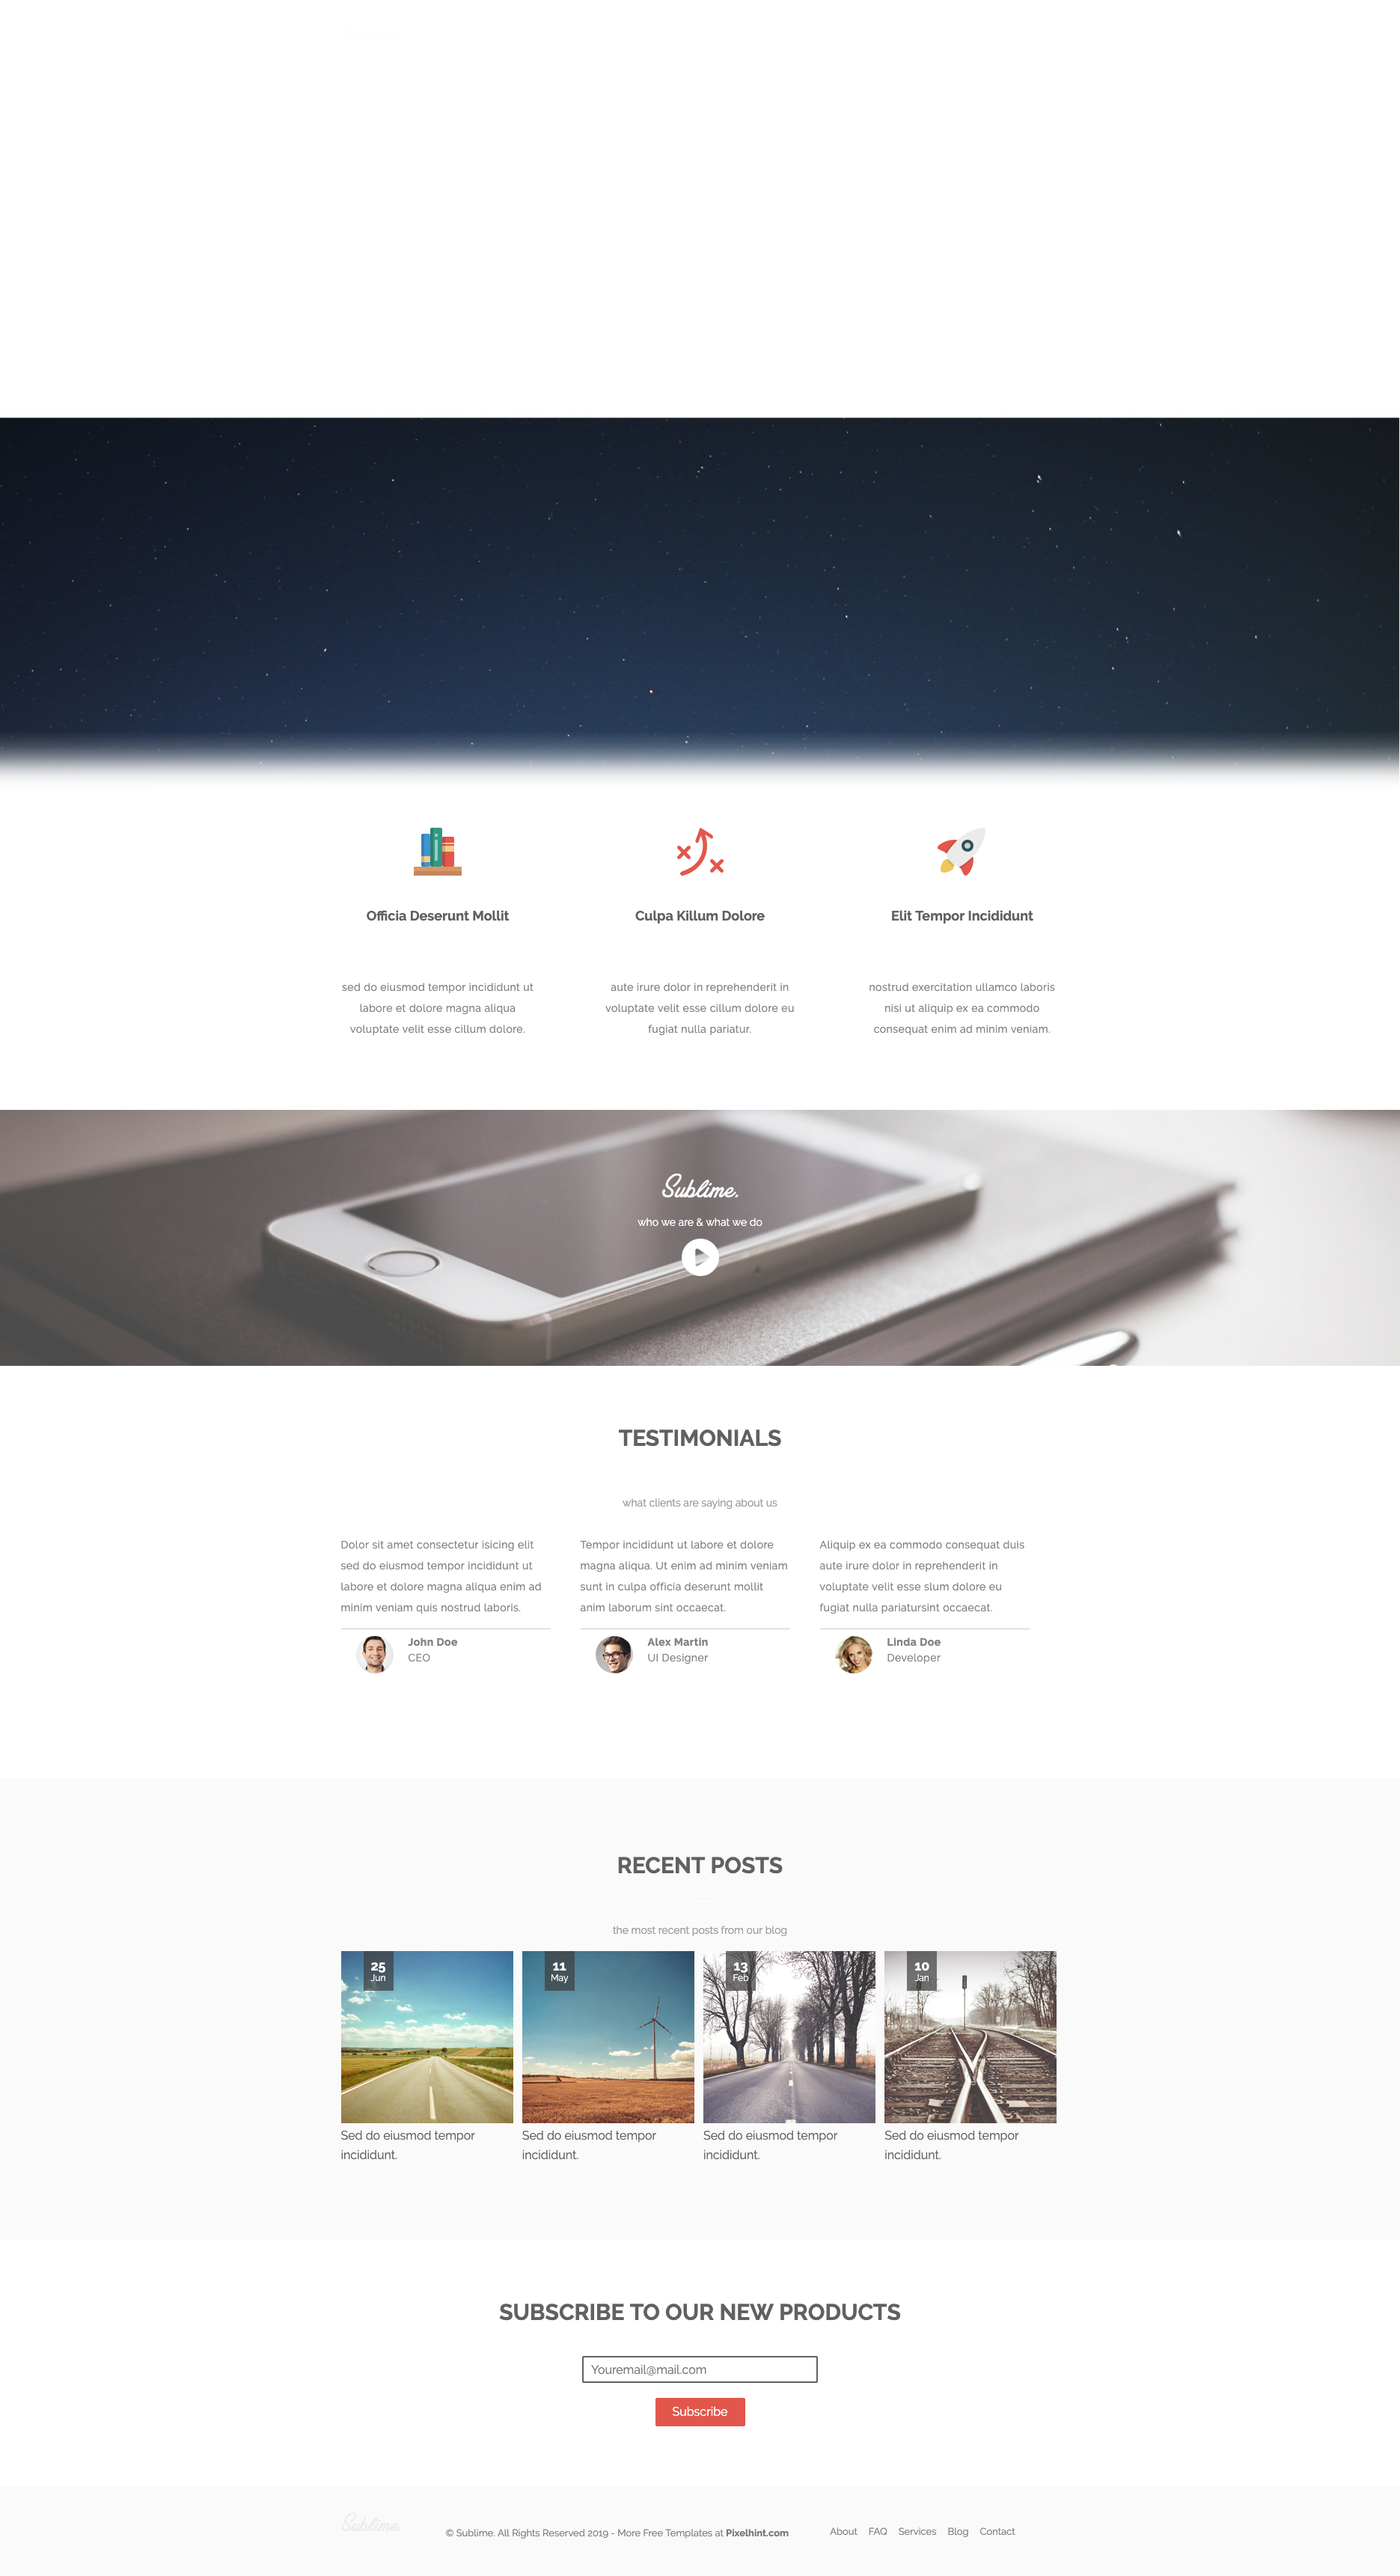 Officia Deserunt Mollit
sed do eiusmod tempor incididunt ut
labore et dolore magna aliqua
voluptate velit esse cillum dolore.
Culpa Killum Dolore
aute irure dolor in reprehenderit in
voluptate velit esse cillum dolore eu
fugiat nulla pariatur.
Elit Tempor Incididunt
nostrud exercitation ullamco laboris
nisi ut aliquip ex ea commodo
consequat enim ad minim veniam.
Sublime.
who we are & what we do
TESTIMONIALS
what clients are saying about us
Dolor sit amet consectetur isicing elit
sed do eiusmod tempor incididunt ut
labore et dolore magna aliqua enim ad
minim veniam quis nostrud laboris.
John Doe
CEO
Tempor incididunt ut labore et dolore
magna aliqua. Ut enim ad minim veniam
sunt in culpa officia deserunt mollit
anim laborum sint occaecat.
Alex Martin
UI Designer
Aliquip ex ea commodo consequat duis
aute irure dolor in reprehenderit in
voluptate velit esse slum dolore eu
fugiat nulla pariatursint occaecat.
Linda Doe
Developer
RECENT POSTS
the most recent posts from our blog
25
Jun
Sed do eiusmod tempor
incididunt.
11
May
Sed do eiusmod tempor
incididunt.
13
Feb
Sed do eiusmod tempor
incididunt.
10
Jan
Sed do eiusmod tempor
incididunt.
SUBSCRIBE TO OUR NEW PRODUCTS
Youremail@mail.com
Subscribe
Sublime.
© Sublime. All Rights Reserved 2019 - More Free Templates at Pixelhint.com
About FAQ Services Blog Contact